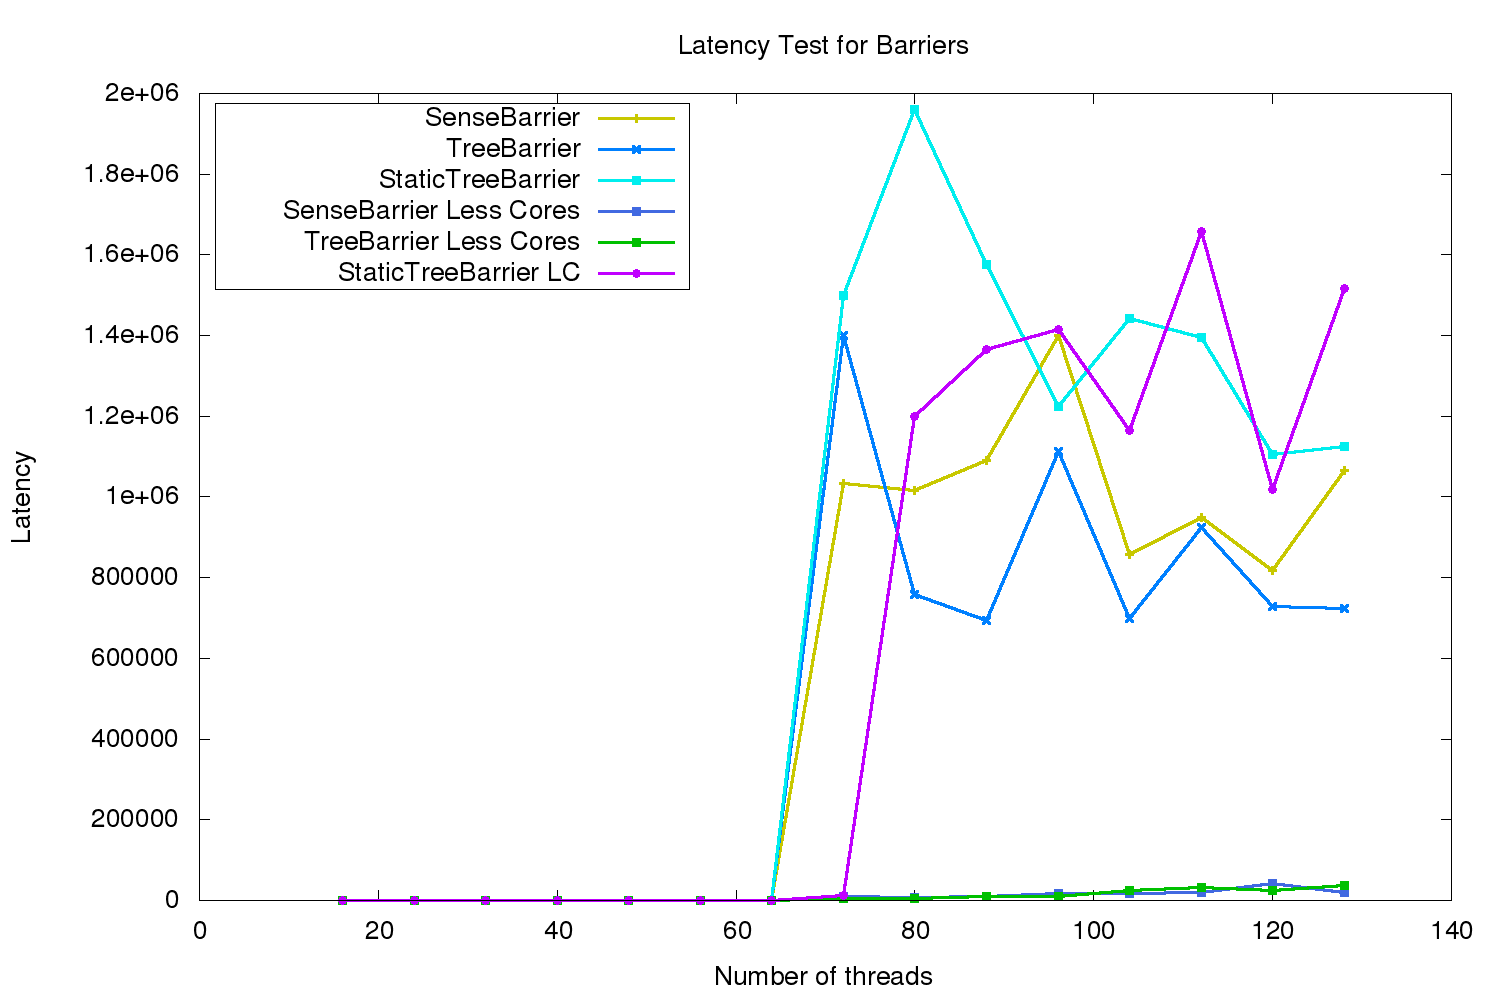 Latency Test for Barriers
2e+06
1.8e+06
1.6e+06
1.4e+06
1.2e+06
1e+06
800000
600000
400000
200000
0
Latency
SenseBarrier
TreeBarrier
StaticTreeBarrier
SenseBarrier Less Cores
TreeBarrier Less Cores
StaticTreeBarrier LC
0 20 40 60 80 100 120 140
Number of threads